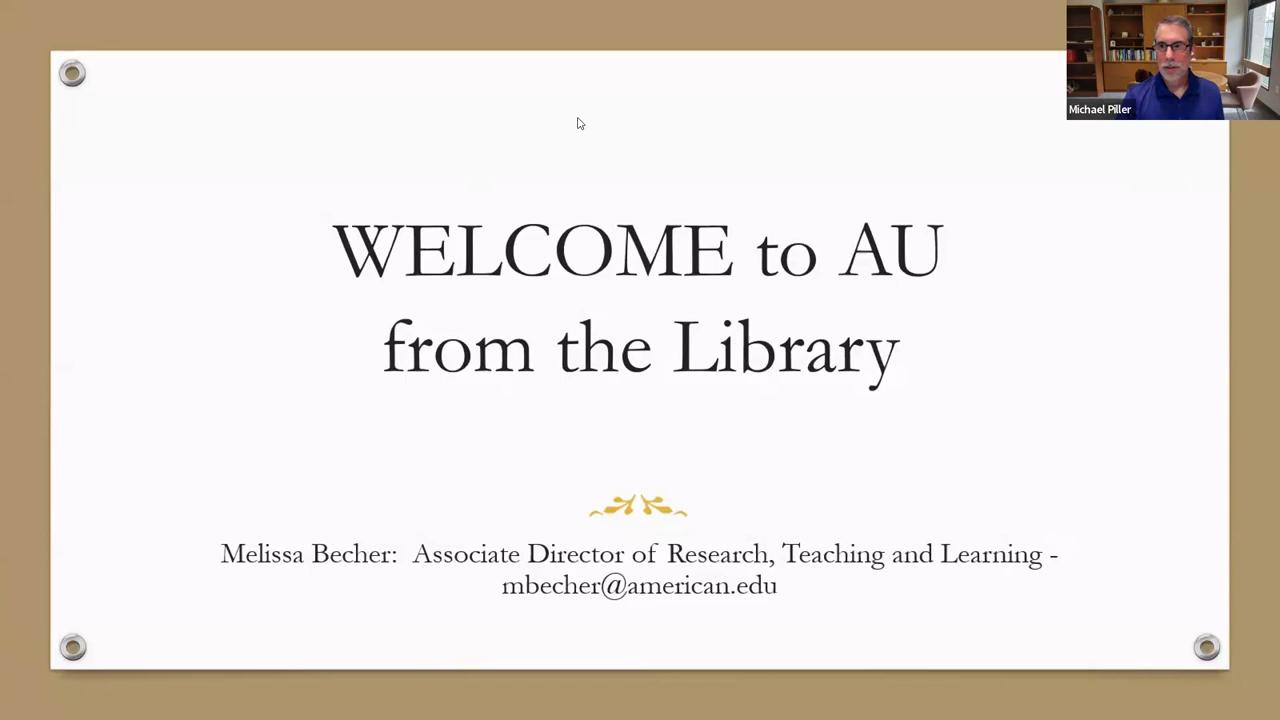 Michael Piller
WELCOME to AU
from the Library
Melissa Becher:  Associate Director of Research, Teaching and Learning -
mbecher@american.edu